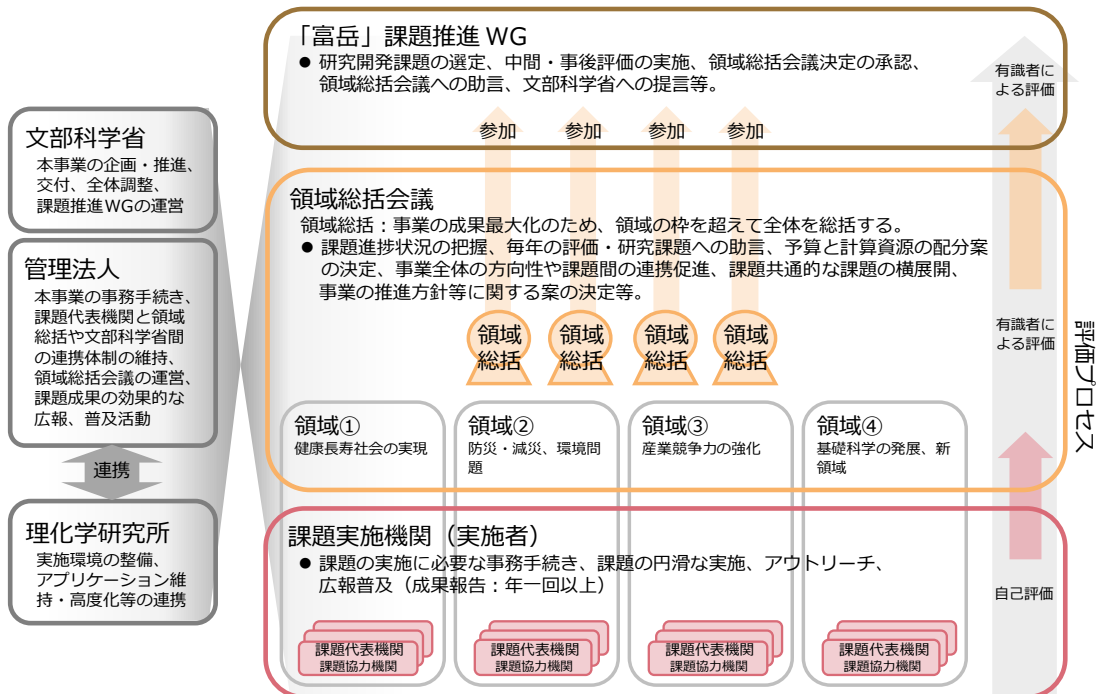 「富岳」課題推進 WG
● 研究開発課題の選定、中間・事後評価の実施、領域総括会議決定の承認、
領域総括会議への助言、文部科学省への提言等。
参加
参加
参加
参加
有識者に
よる評価
文部科学省
本事業の企画・推進、
交付、全体調整、
課題推進WGの運営
管理法人
本事業の事務手続き、
課題代表機関と領域
総括や文部科学省間
の連携体制の維持、
領域総括会議の運営、
課題成果の効果的な
広報、普及活動
連携
理化学研究所
実施環境の整備、
アプリケーション維
持・高度化等の連携
領域総括会議
領域総括：事業の成果最大化のため、領域の枠を超えて全体を総括する。
● 課題進捗状況の把握、毎年の評価・研究課題への助言、予算と計算資源の配分案
の決定、事業全体の方向性や課題間の連携促進、課題共通的な課題の横展開、
事業の推進方針等に関する案の決定等。
領域
総括
領域
総括
領域
総括
領域
総括
有識者に
よる評価
評価プロセス
領域①
健康長寿社会の実現
領域②
防災・減災、環境問
題
領域③
産業競争力の強化
領域④
基礎科学の発展、新
領域
課題実施機関（実施者）
● 課題の実施に必要な事務手続き、課題の円滑な実施、アウトリーチ、
広報普及（成果報告：年一回以上）
自己評価
課題代表機関
課題協力機関
課題代表機関
課題協力機関
課題代表機関
課題協力機関
課題代表機関
課題協力機関